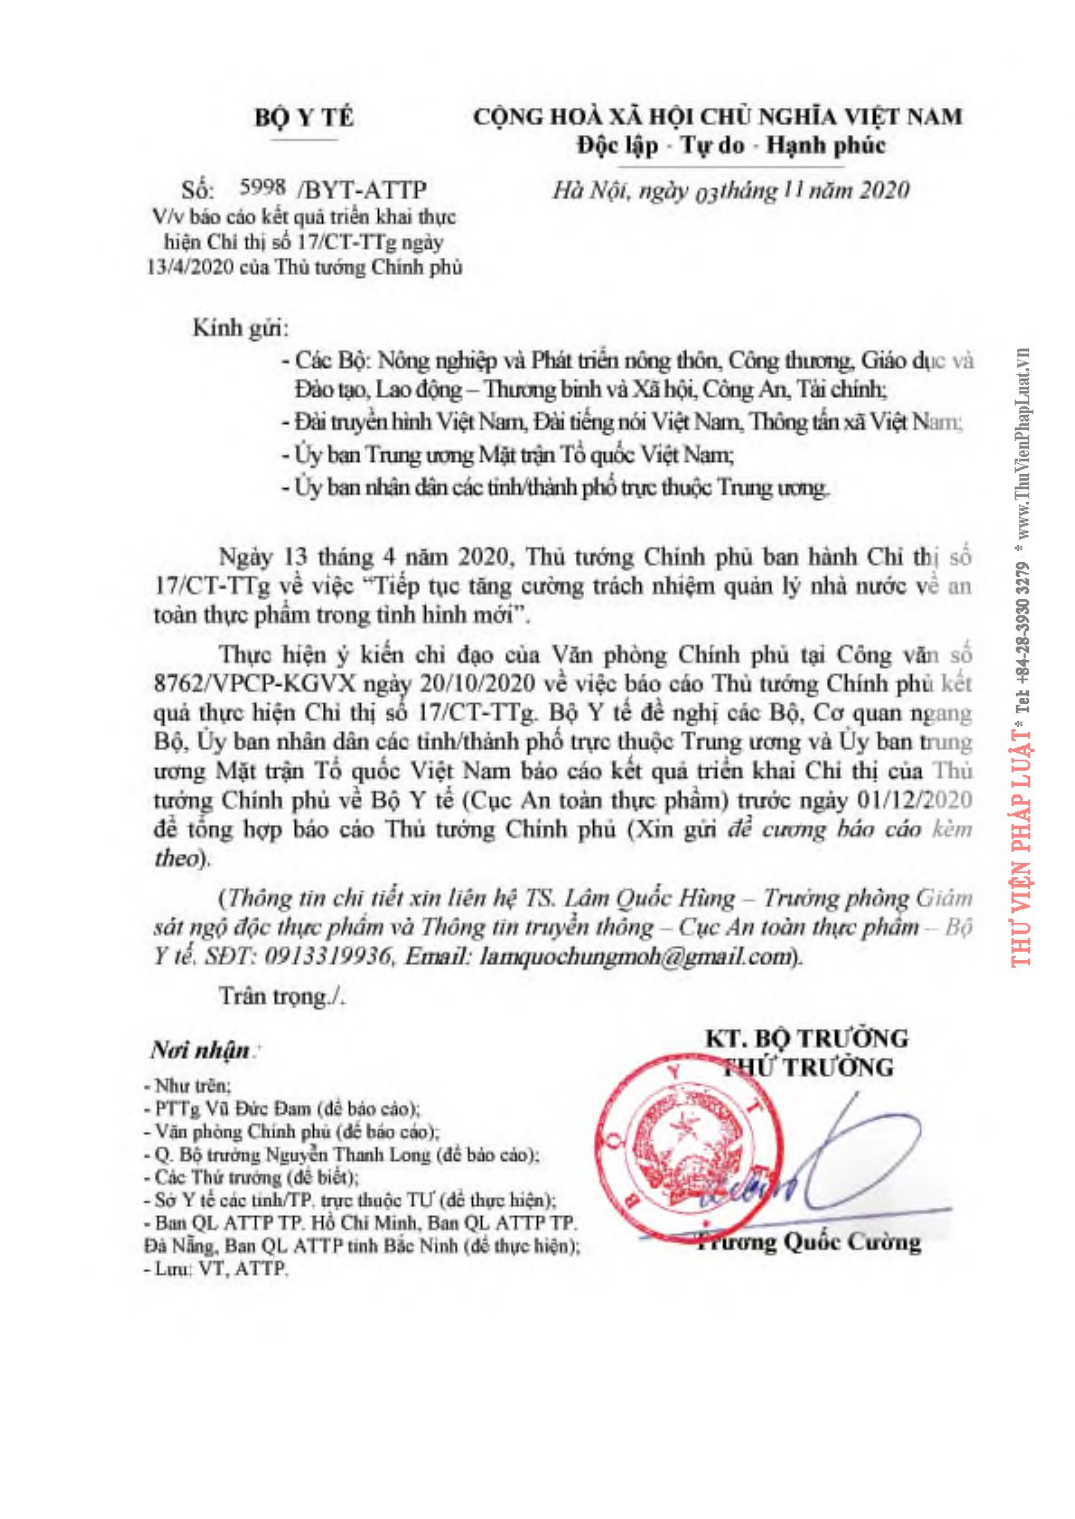 BỘ Y TẾ
CỘNG HOÀ XÃ HỘI CHỦ NGHĨA VIỆT NAM
Độc lập - Tự do - Hạnh phúc
Số: 5998 /BYT-ATTP
Hà Nội, ngày 03 tháng 11 năm 2020
V/v báo cáo kết quả triển khai thực
hiện Chỉ thị số 17/CT-TTg ngày
13/4/2020 của Thủ tướng Chính phủ
Kính gửi:
- Các Bộ: Nông nghiệp và Phát triển nông thôn, Công thương, Giáo dục và
Đào tạo, Lao động – Thương binh và Xã hội, Công An, Tài chính;
- Đài truyền hình Việt Nam, Đài tiếng nói Việt Nam, Thông tấn xã Việt Nam;
- Ủy ban Trung ương Mặt trận Tổ quốc Việt Nam;
- Ủy ban nhân dân các tỉnh/thành phố trực thuộc Trung ương.
Ngày 13 tháng 4 năm 2020, Thủ tướng Chính phủ ban hành Chỉ thị số
17/CT-TTg về việc “Tiếp tục tăng cường trách nhiệm quản lý nhà nước về an
toàn thực phẩm trong tình hình mới”.
Thực hiện ý kiến chỉ đạo của Văn phòng Chính phủ tại Công văn số
8762/VPCP-KGVX ngày 20/10/2020 về việc báo cáo Thủ tướng Chính phủ kết
quả thực hiện Chỉ thị số 17/CT-TTg. Bộ Y tế đề nghị các Bộ, Cơ quan ngang
Bộ, Ủy ban nhân dân các tỉnh/thành phố trực thuộc Trung ương và Ủy ban trung
ương Mặt trận Tổ quốc Việt Nam báo cáo kết quả triển khai Chỉ thị của Thủ
tướng Chính phủ về Bộ Y tế (Cục An toàn thực phẩm) trước ngày 01/12/2020
để tổng hợp báo cáo Thủ tướng Chính phủ (Xin gửi đề cương báo cáo kèm
theo).
(Thông tin chi tiết xin liên hệ TS. Lâm Quốc Hùng – Trưởng phòng Giám
sát ngộ độc thực phẩm và Thông tin truyền thông – Cục An toàn thực phẩm – Bộ
Y tế, SĐT: 0913319936, Email: lamquochungmoh@gmail.com).
Trân trọng./.
Nơi nhận:
- Như trên;
- PTTg Vũ Đức Đam (để báo cáo);
- Văn phòng Chính phủ (để báo cáo);
- Q. Bộ trưởng Nguyễn Thanh Long (để báo cáo);
- Các Thứ trưởng (để biết);
- Sở Y tế các tỉnh/TP. trực thuộc TƯ (để thực hiện);
- Ban QL ATTP TP. Hồ Chí Minh, Ban QL ATTP TP.
Đà Nẵng, Ban QL ATTP tỉnh Bắc Ninh (để thực hiện);
- Lưu: VT, ATTP.
KT. BỘ TRƯỞNG
THỨ TRƯỞNG
BỘ Y TẾ
Trương Quốc Cường
THƯ VIỆN PHÁP LUẬT * Tel: +84-28-3930 3279 * www.ThuVienPhapLuat.vn